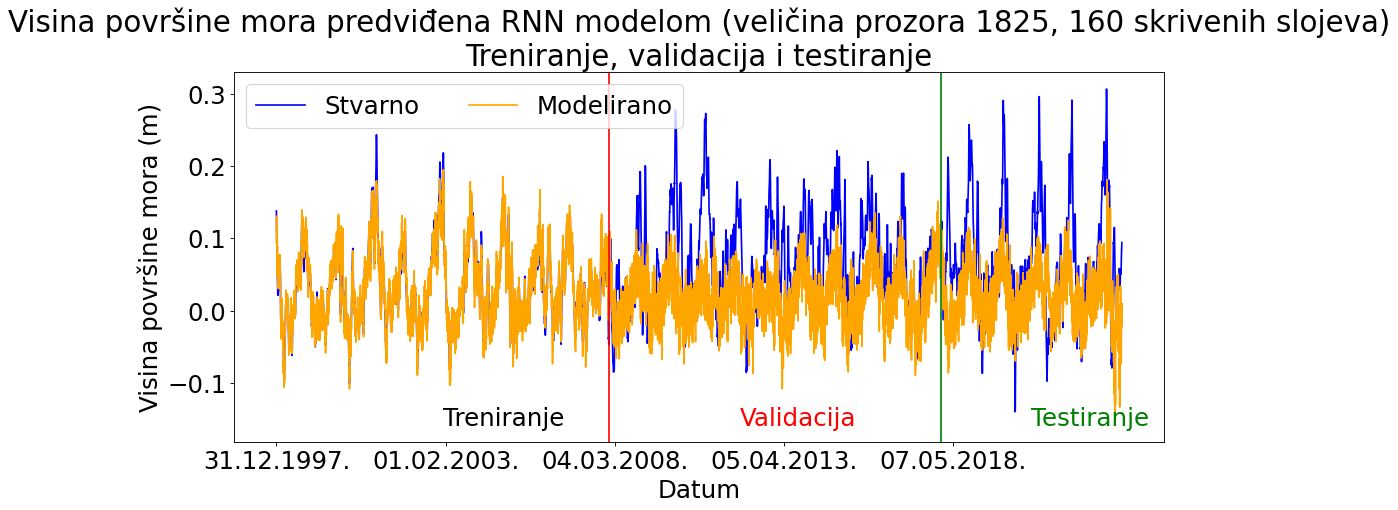 Visina površine mora predviđena RNN modelom (veličina prozora 1825, 160 skrivenih slojeva)
Treniranje, validacija i testiranje
Stvarno
Modelirano
Visina površine mora (m)
0.3
0.2
0.1
0.0
−0.1
Treniranje
Validacija
Testiranje
31.12.1997.
01.02.2003.
04.03.2008.
05.04.2013.
07.05.2018.
Datum